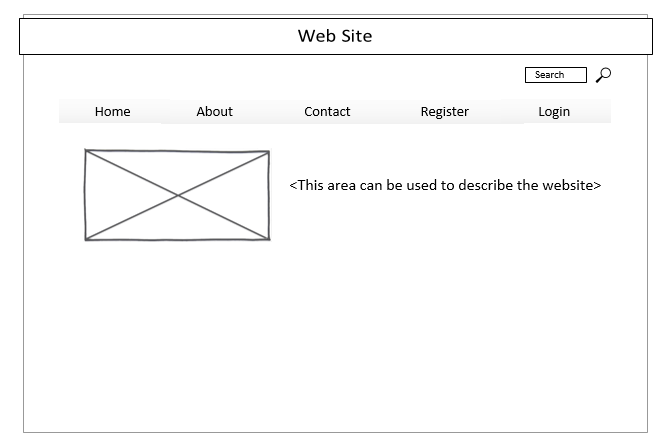 Web Site
Search
Home About Contact Register Login
<This area can be used to describe the website>